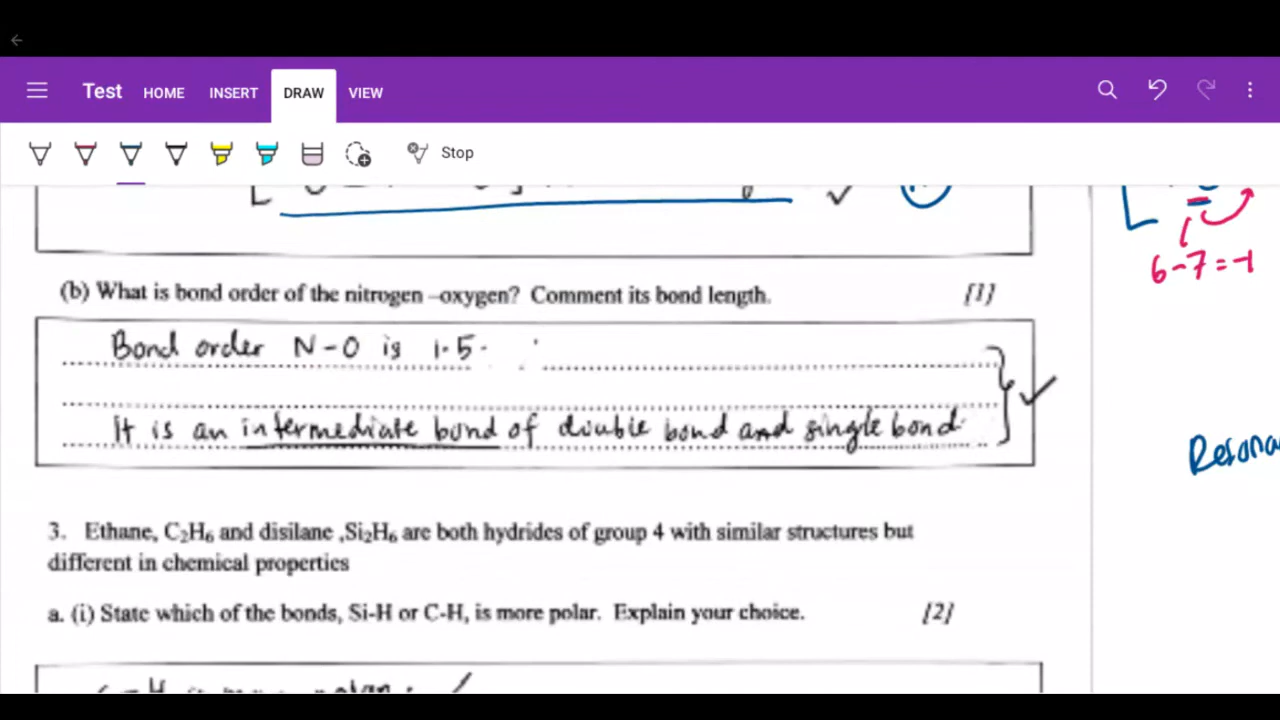 Test HOME INSERT DRAW VIEW
Stop
6-7=-1
(b) What is bond order of the nitrogen –oxygen? Comment its bond length. [1]
Bond order N-O is 1.5.
It is an intermediate bond of double bond and single bond.
Resona
3. Ethane, C₂H₆ and disilane ,Si₂H₆ are both hydrides of group 4 with similar structures but
different in chemical properties
a. (i) State which of the bonds, Si-H or C-H, is more polar. Explain your choice. [2]